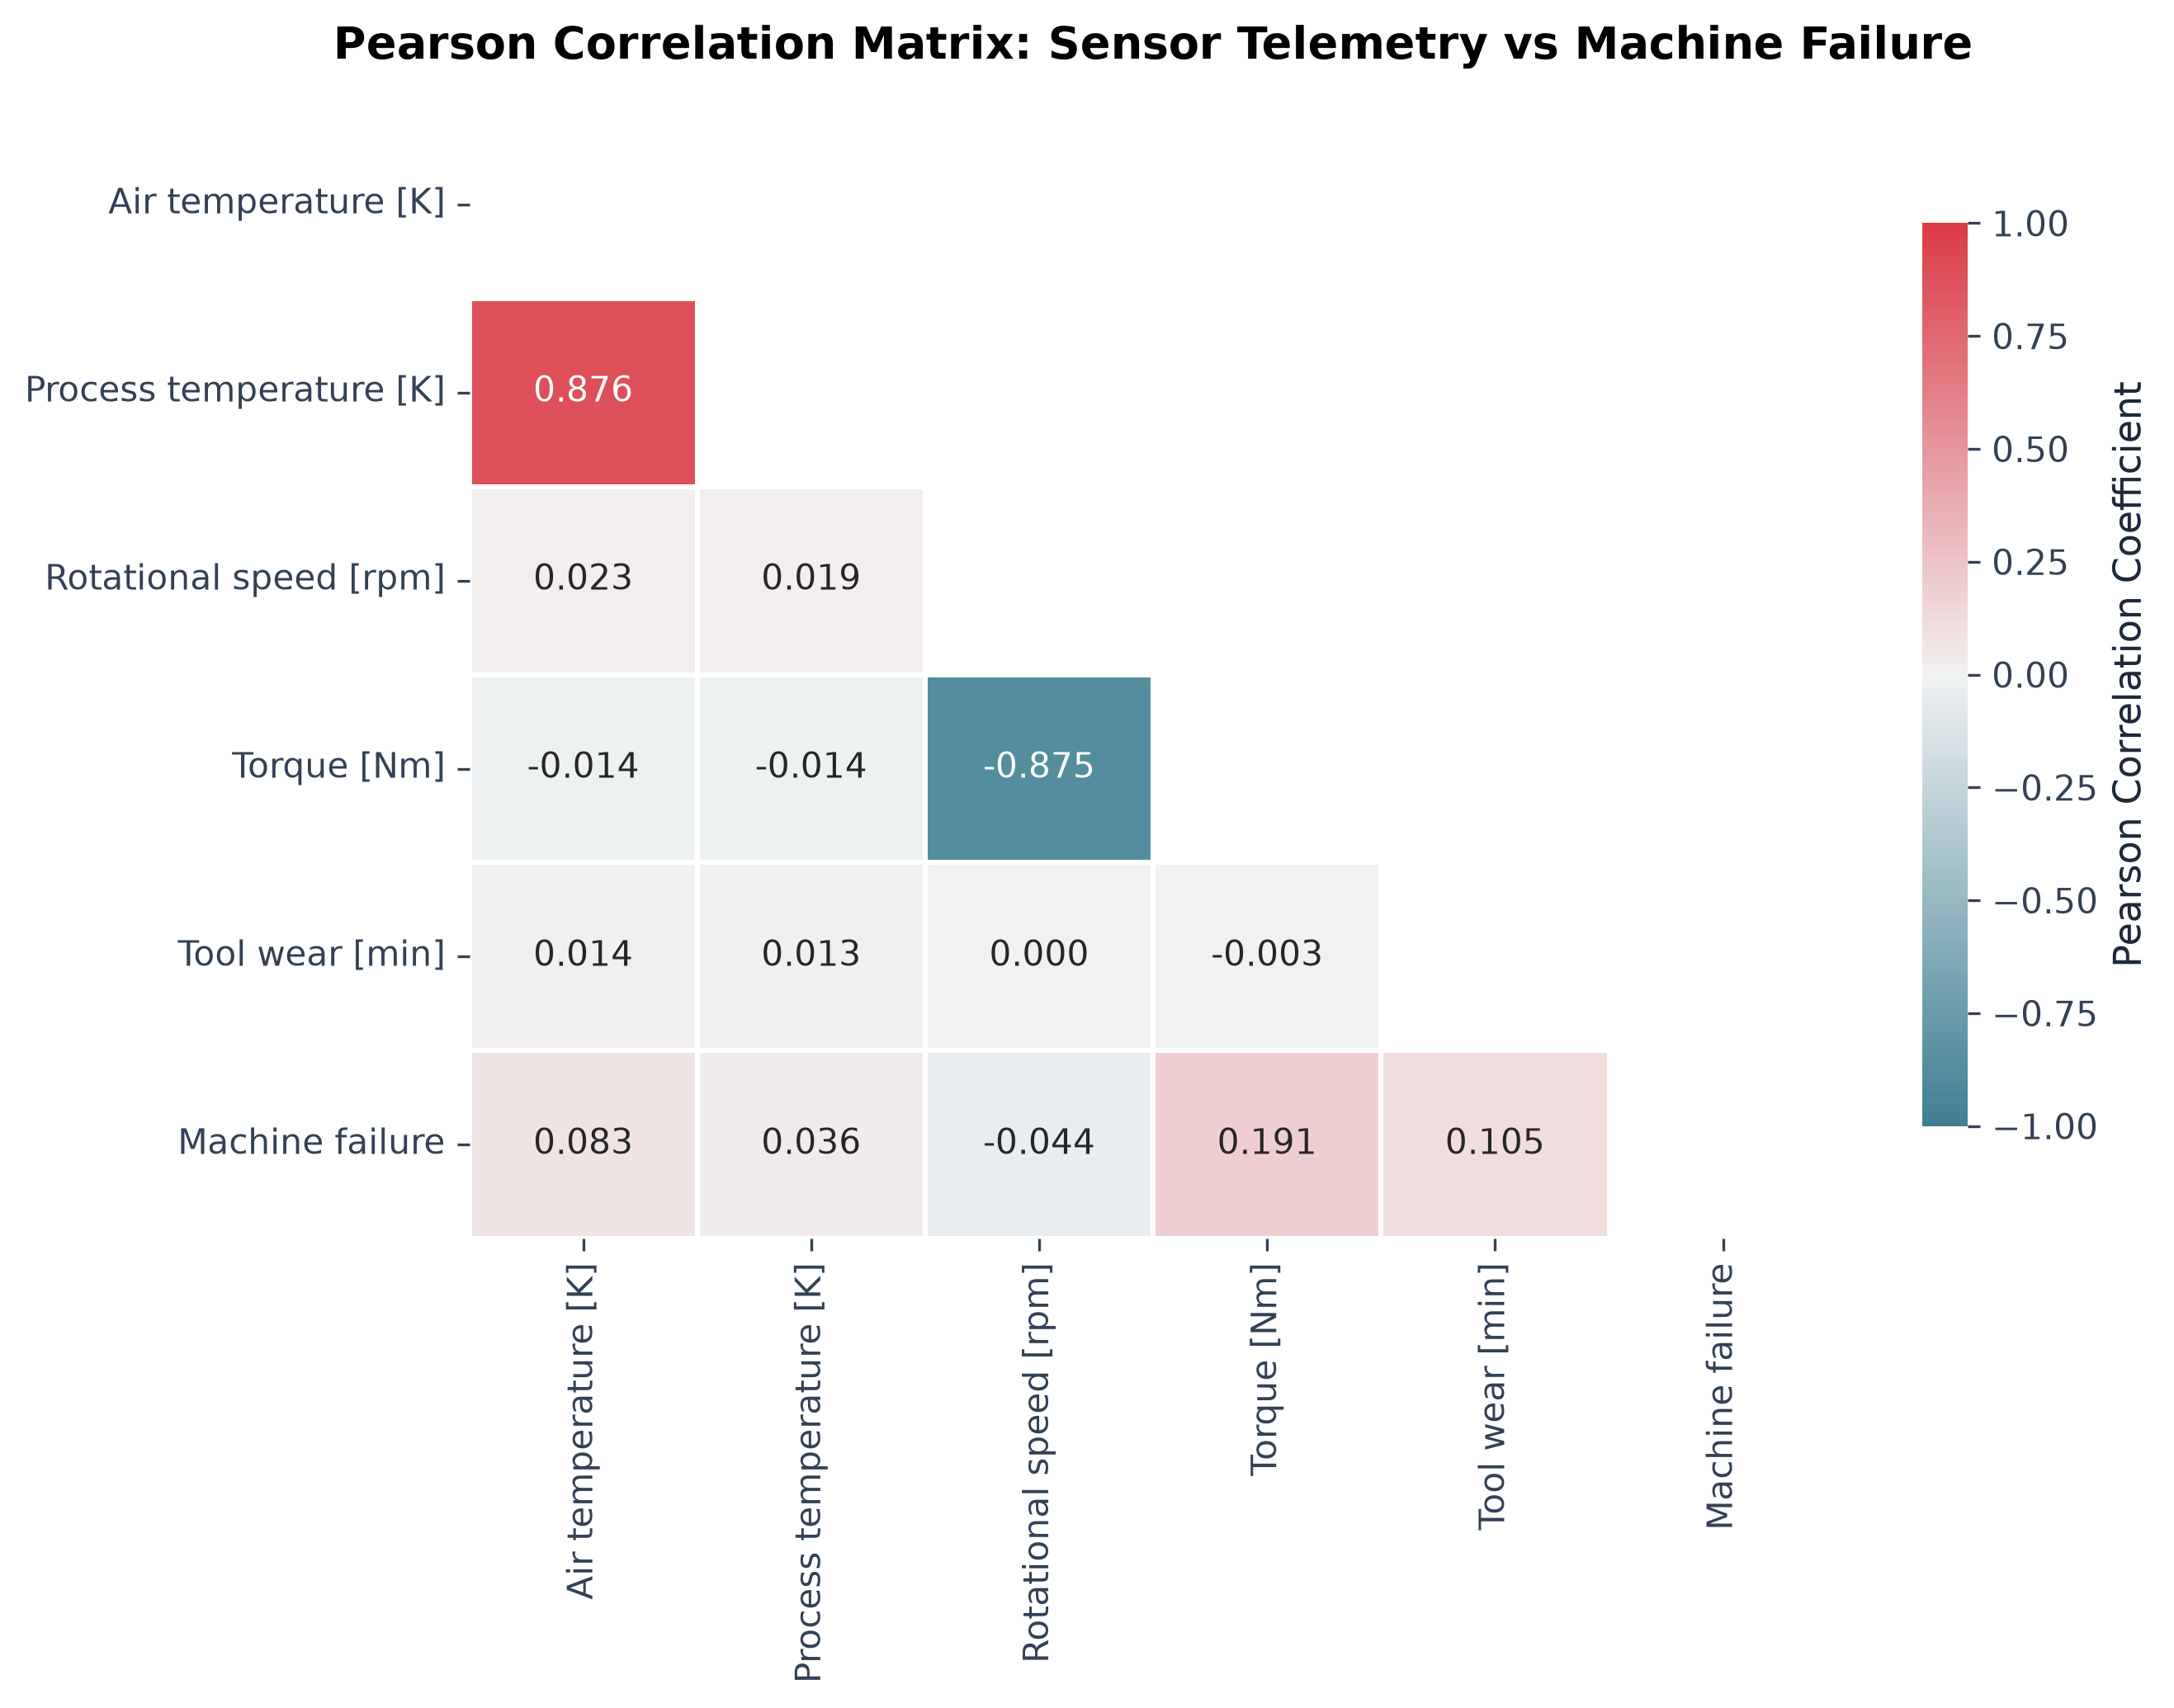 Pearson Correlation Matrix: Sensor Telemetry vs Machine Failure
Air temperature [K]
Process temperature [K]
0.876
Rotational speed [rpm]
0.023
0.019
Torque [Nm]
-0.014
-0.014
-0.875
Tool wear [min]
0.014
0.013
0.000
-0.003
Machine failure
0.083
0.036
-0.044
0.191
0.105
Air temperature [K]
Process temperature [K]
Rotational speed [rpm]
Torque [Nm]
Tool wear [min]
Machine failure
1.00
0.75
0.50
0.25
0.00
−0.25
−0.50
−0.75
−1.00
Pearson Correlation Coefficient